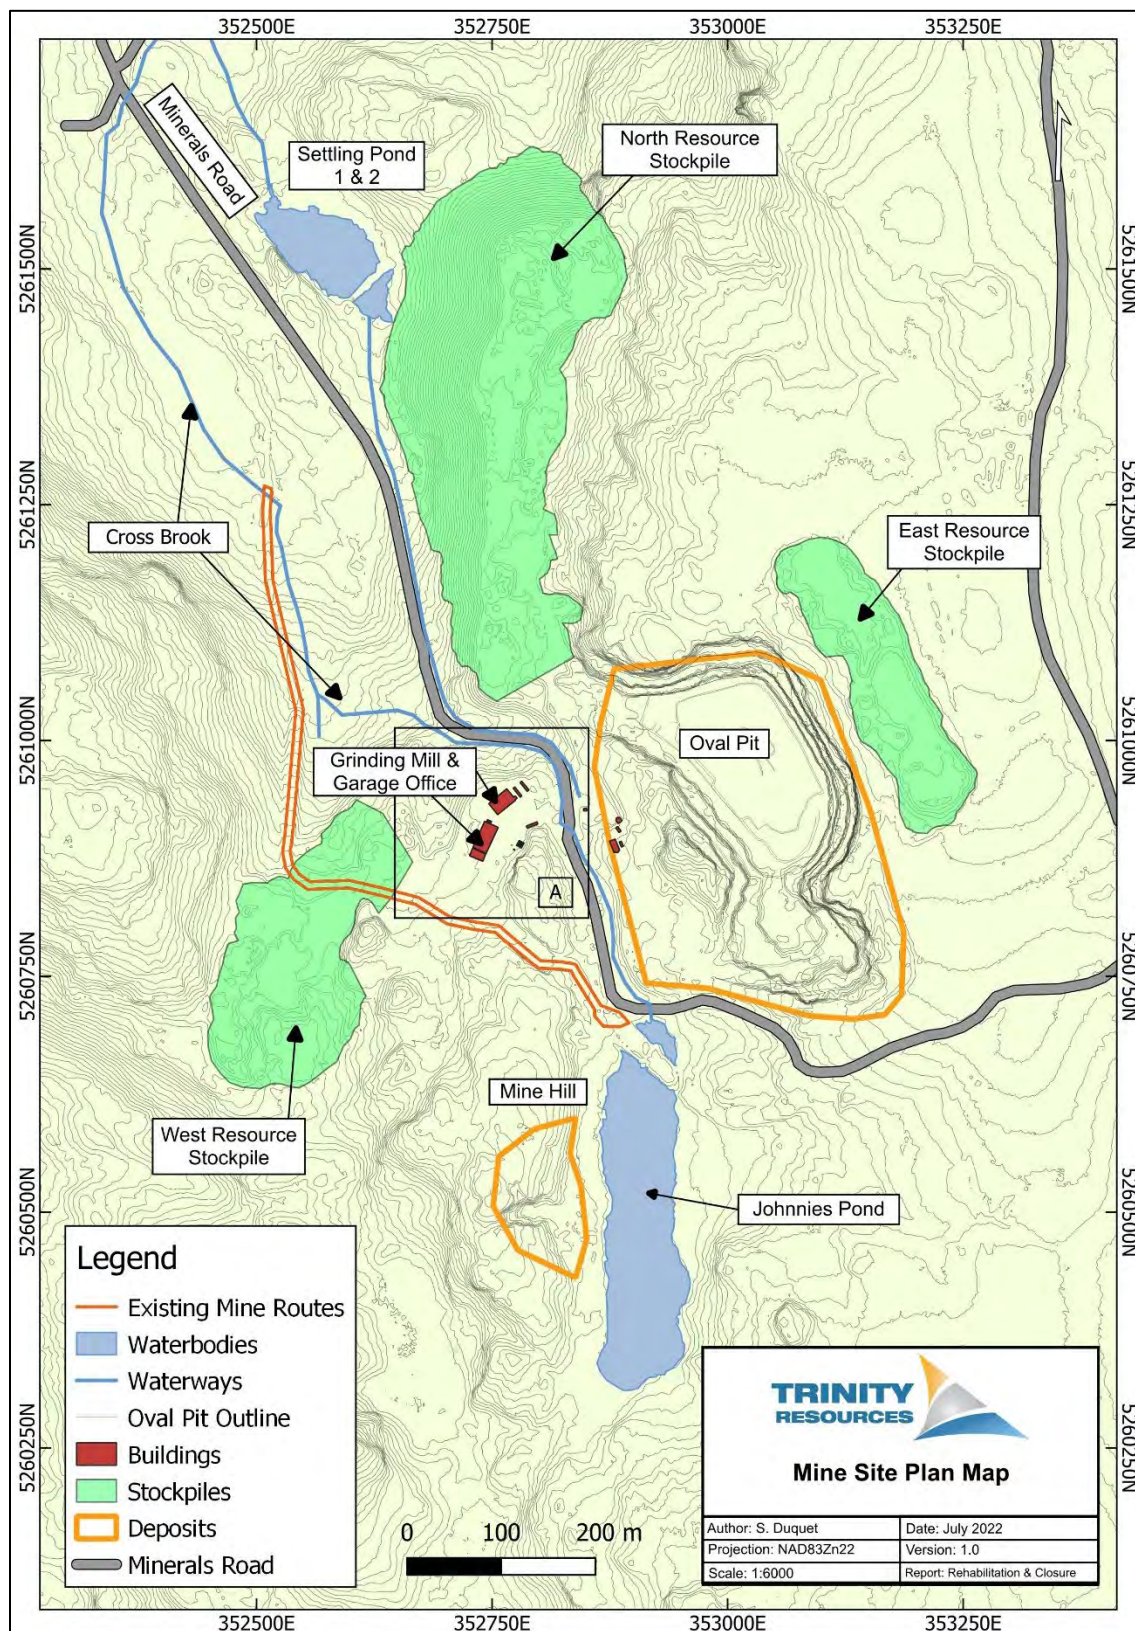 352500E
352750E
353000E
353250E
Minerals Road
Settling Pond
1 & 2
North Resource
Stockpile
5261500N
5261500N
5261250N
5261250N
Cross Brook
East Resource
Stockpile
5261000N
5261000N
Oval Pit
Grinding Mill &
Garage Office
A
5260750N
5260750N
Mine Hill
West Resource
Stockpile
Johnnies Pond
5260500N
5260500N
Legend
Existing Mine Routes
Waterbodies
Waterways
Oval Pit Outline
Buildings
Stockpiles
Deposits
Minerals Road
5260250N
5260250N
0 100 200 m
TRINITY
RESOURCES
Mine Site Plan Map
Author: S. Duquet
Date: July 2022
Projection: NAD83Zn22
Version: 1.0
Scale: 1:6000
Report: Rehabilitation & Closure
352500E
352750E
353000E
353250E